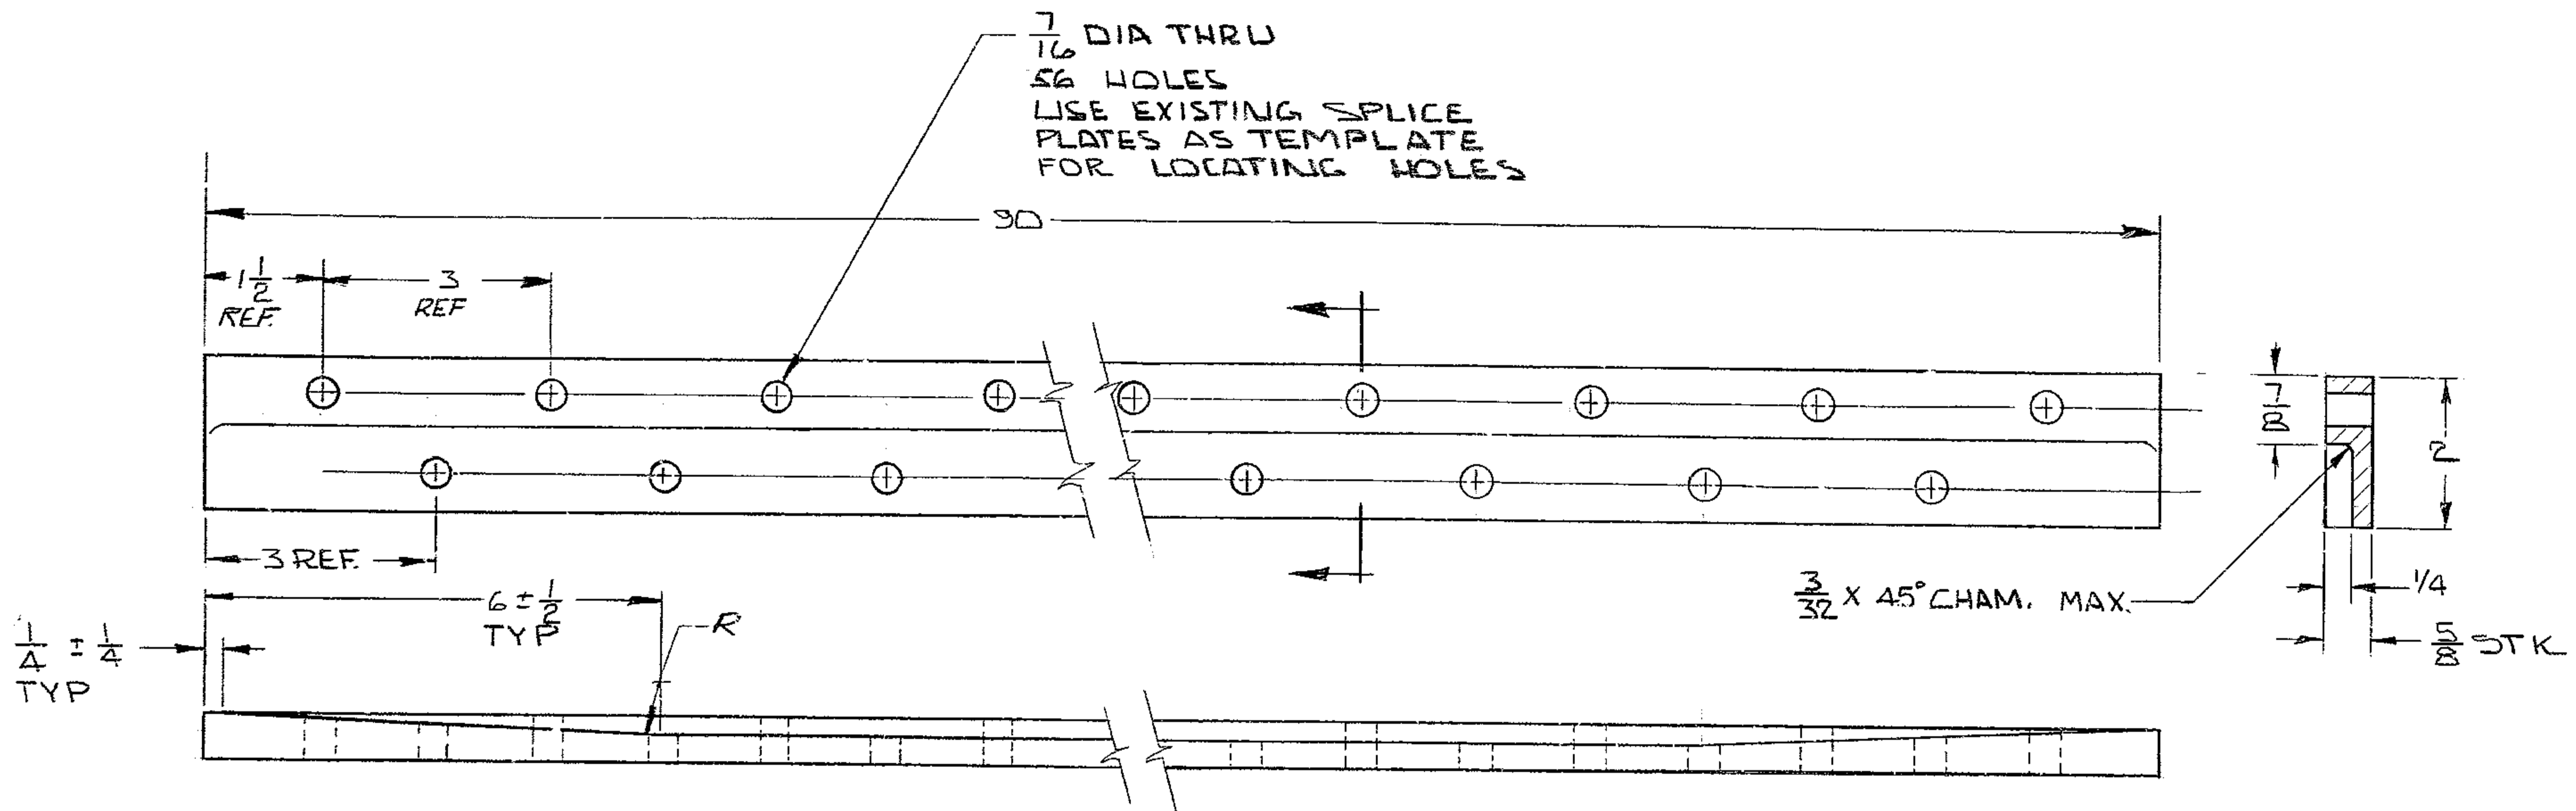 7/16 DIA THRU
56 HOLES
USE EXISTING SPLICE
PLATES AS TEMPLATE
FOR LOCATING HOLES
90
1 1/2
REF.
3
REF
7/8
2
3 REF.
6 ± 1/2
TYP
R
1/4 ± 1/4
TYP
3/32 X 45° CHAM. MAX.
1/4
5/8 STK